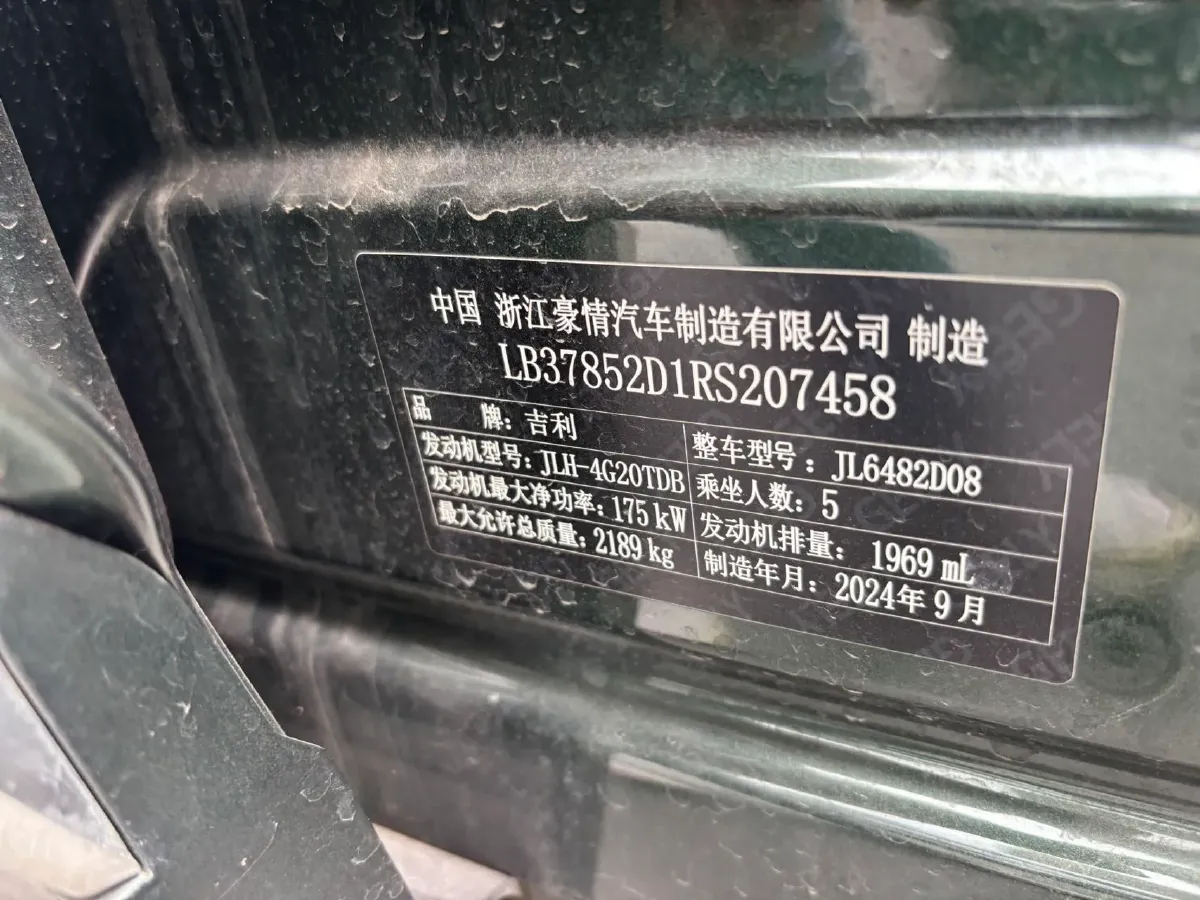 中国 浙江豪情汽车制造有限公司 制造
LB37852D1RS207458
品 牌：吉利 整车型号：JL6482D08
发动机型号：JLH-4G20TDB 乘坐人数：5
发动机最大净功率：175 kW 发动机排量：1969 mL
最大允许总质量：2189 kg 制造年月：2024年9月